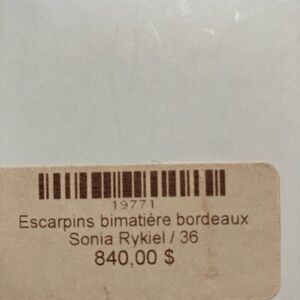 19771
Escarpins bimatière bordeaux
Sonia Rykiel / 36
840,00 $